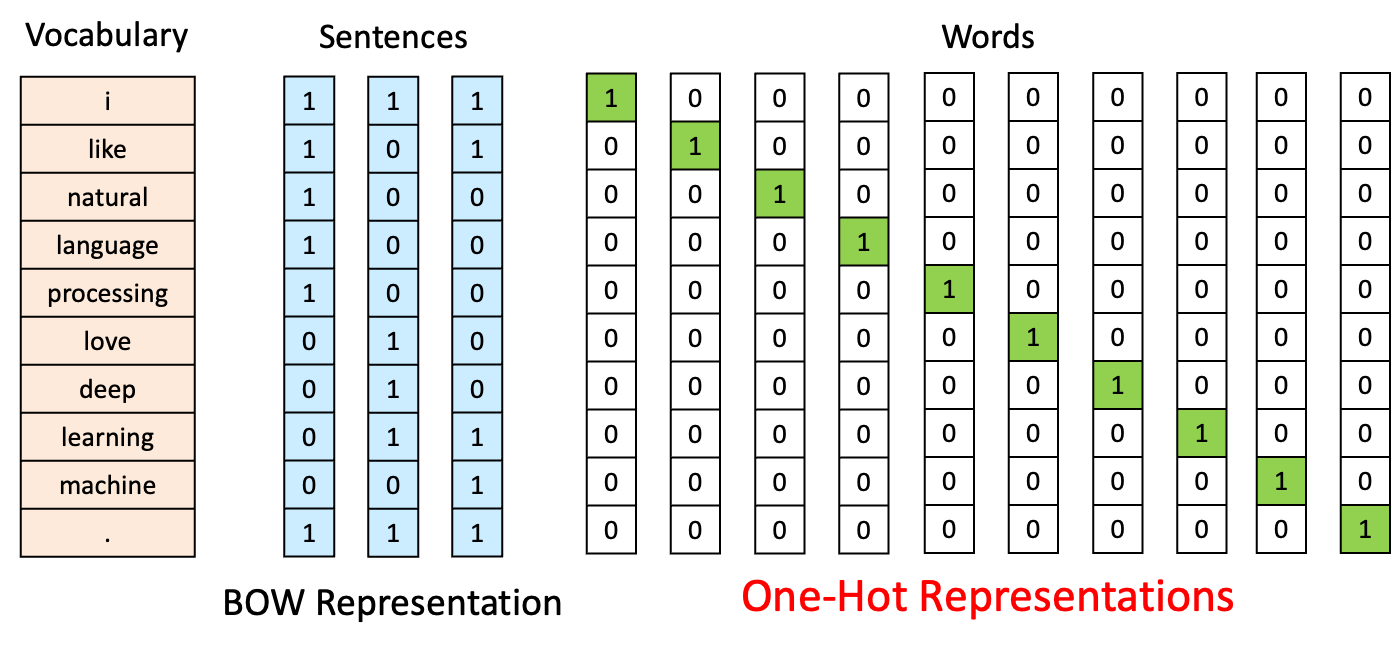 Vocabulary Sentences Words
i 1 1 1 1 0 0 0 0 0 0 0 0 0
like 1 0 1 0 1 0 0 0 0 0 0 0 0
natural 1 0 0 0 0 1 0 0 0 0 0 0 0
language 1 0 0 0 0 0 1 0 0 0 0 0 0
processing 1 0 0 0 0 0 0 1 0 0 0 0 0
love 0 1 0 0 0 0 0 0 1 0 0 0 0
deep 0 1 0 0 0 0 0 0 0 1 0 0 0
learning 0 1 1 0 0 0 0 0 0 0 1 0 0
machine 0 0 1 0 0 0 0 0 0 0 0 1 0
. 1 1 1 0 0 0 0 0 0 0 0 0 1
BOW Representation One-Hot Representations